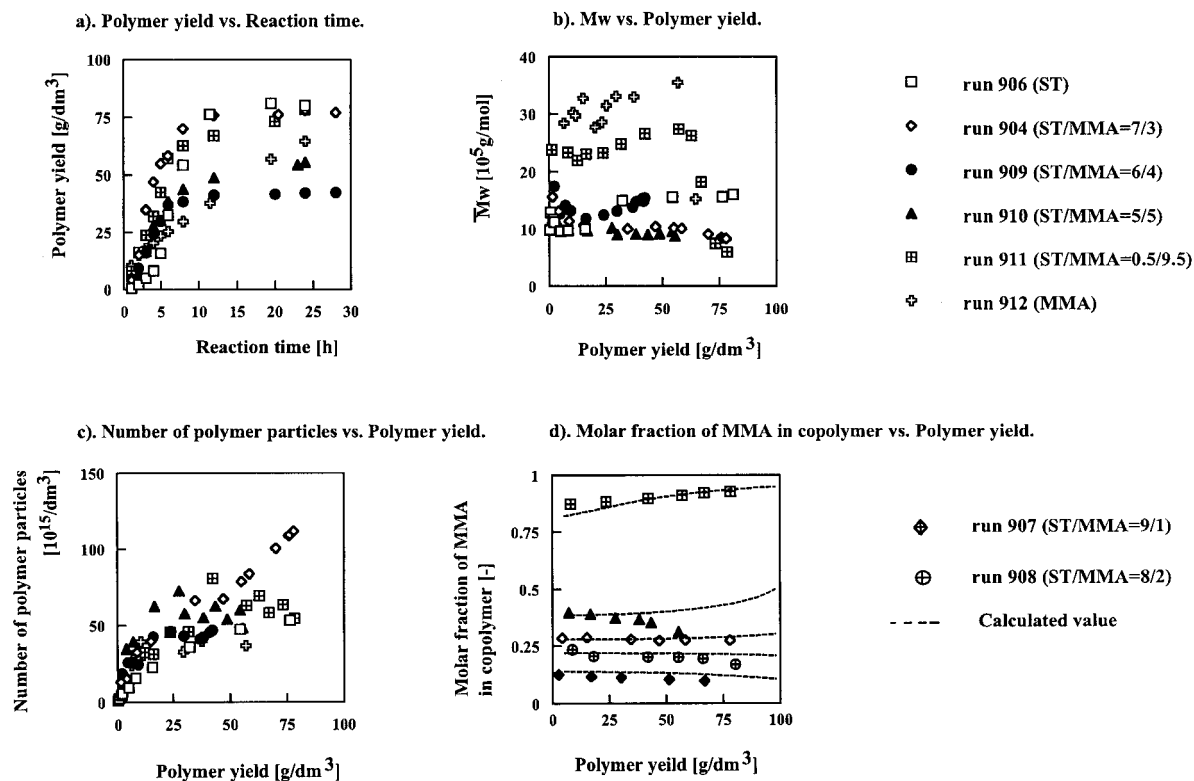 a). Polymer yield vs. Reaction time.
Polymer yield [g/dm3]
100
75
50
25
0
0 5 10 15 20 25 30
Reaction time [h]
b). Mw vs. Polymer yield.
Mw [10^5g/mol]
40
30
20
10
0
0 25 50 75 100
Polymer yield [g/dm3]
run 906 (ST)
run 904 (ST/MMA=7/3)
run 909 (ST/MMA=6/4)
run 910 (ST/MMA=5/5)
run 911 (ST/MMA=0.5/9.5)
run 912 (MMA)
c). Number of polymer particles vs. Polymer yield.
Number of polymer particles
[10^15/dm3]
150
100
50
0
0 25 50 75 100
Polymer yield [g/dm3]
d). Molar fraction of MMA in copolymer vs. Polymer yield.
Molar fraction of MMA
in copolymer [-]
1
0.75
0.5
0.25
0
0 25 50 75 100
Polymer yeild [g/dm3]
run 907 (ST/MMA=9/1)
run 908 (ST/MMA=8/2)
Calculated value